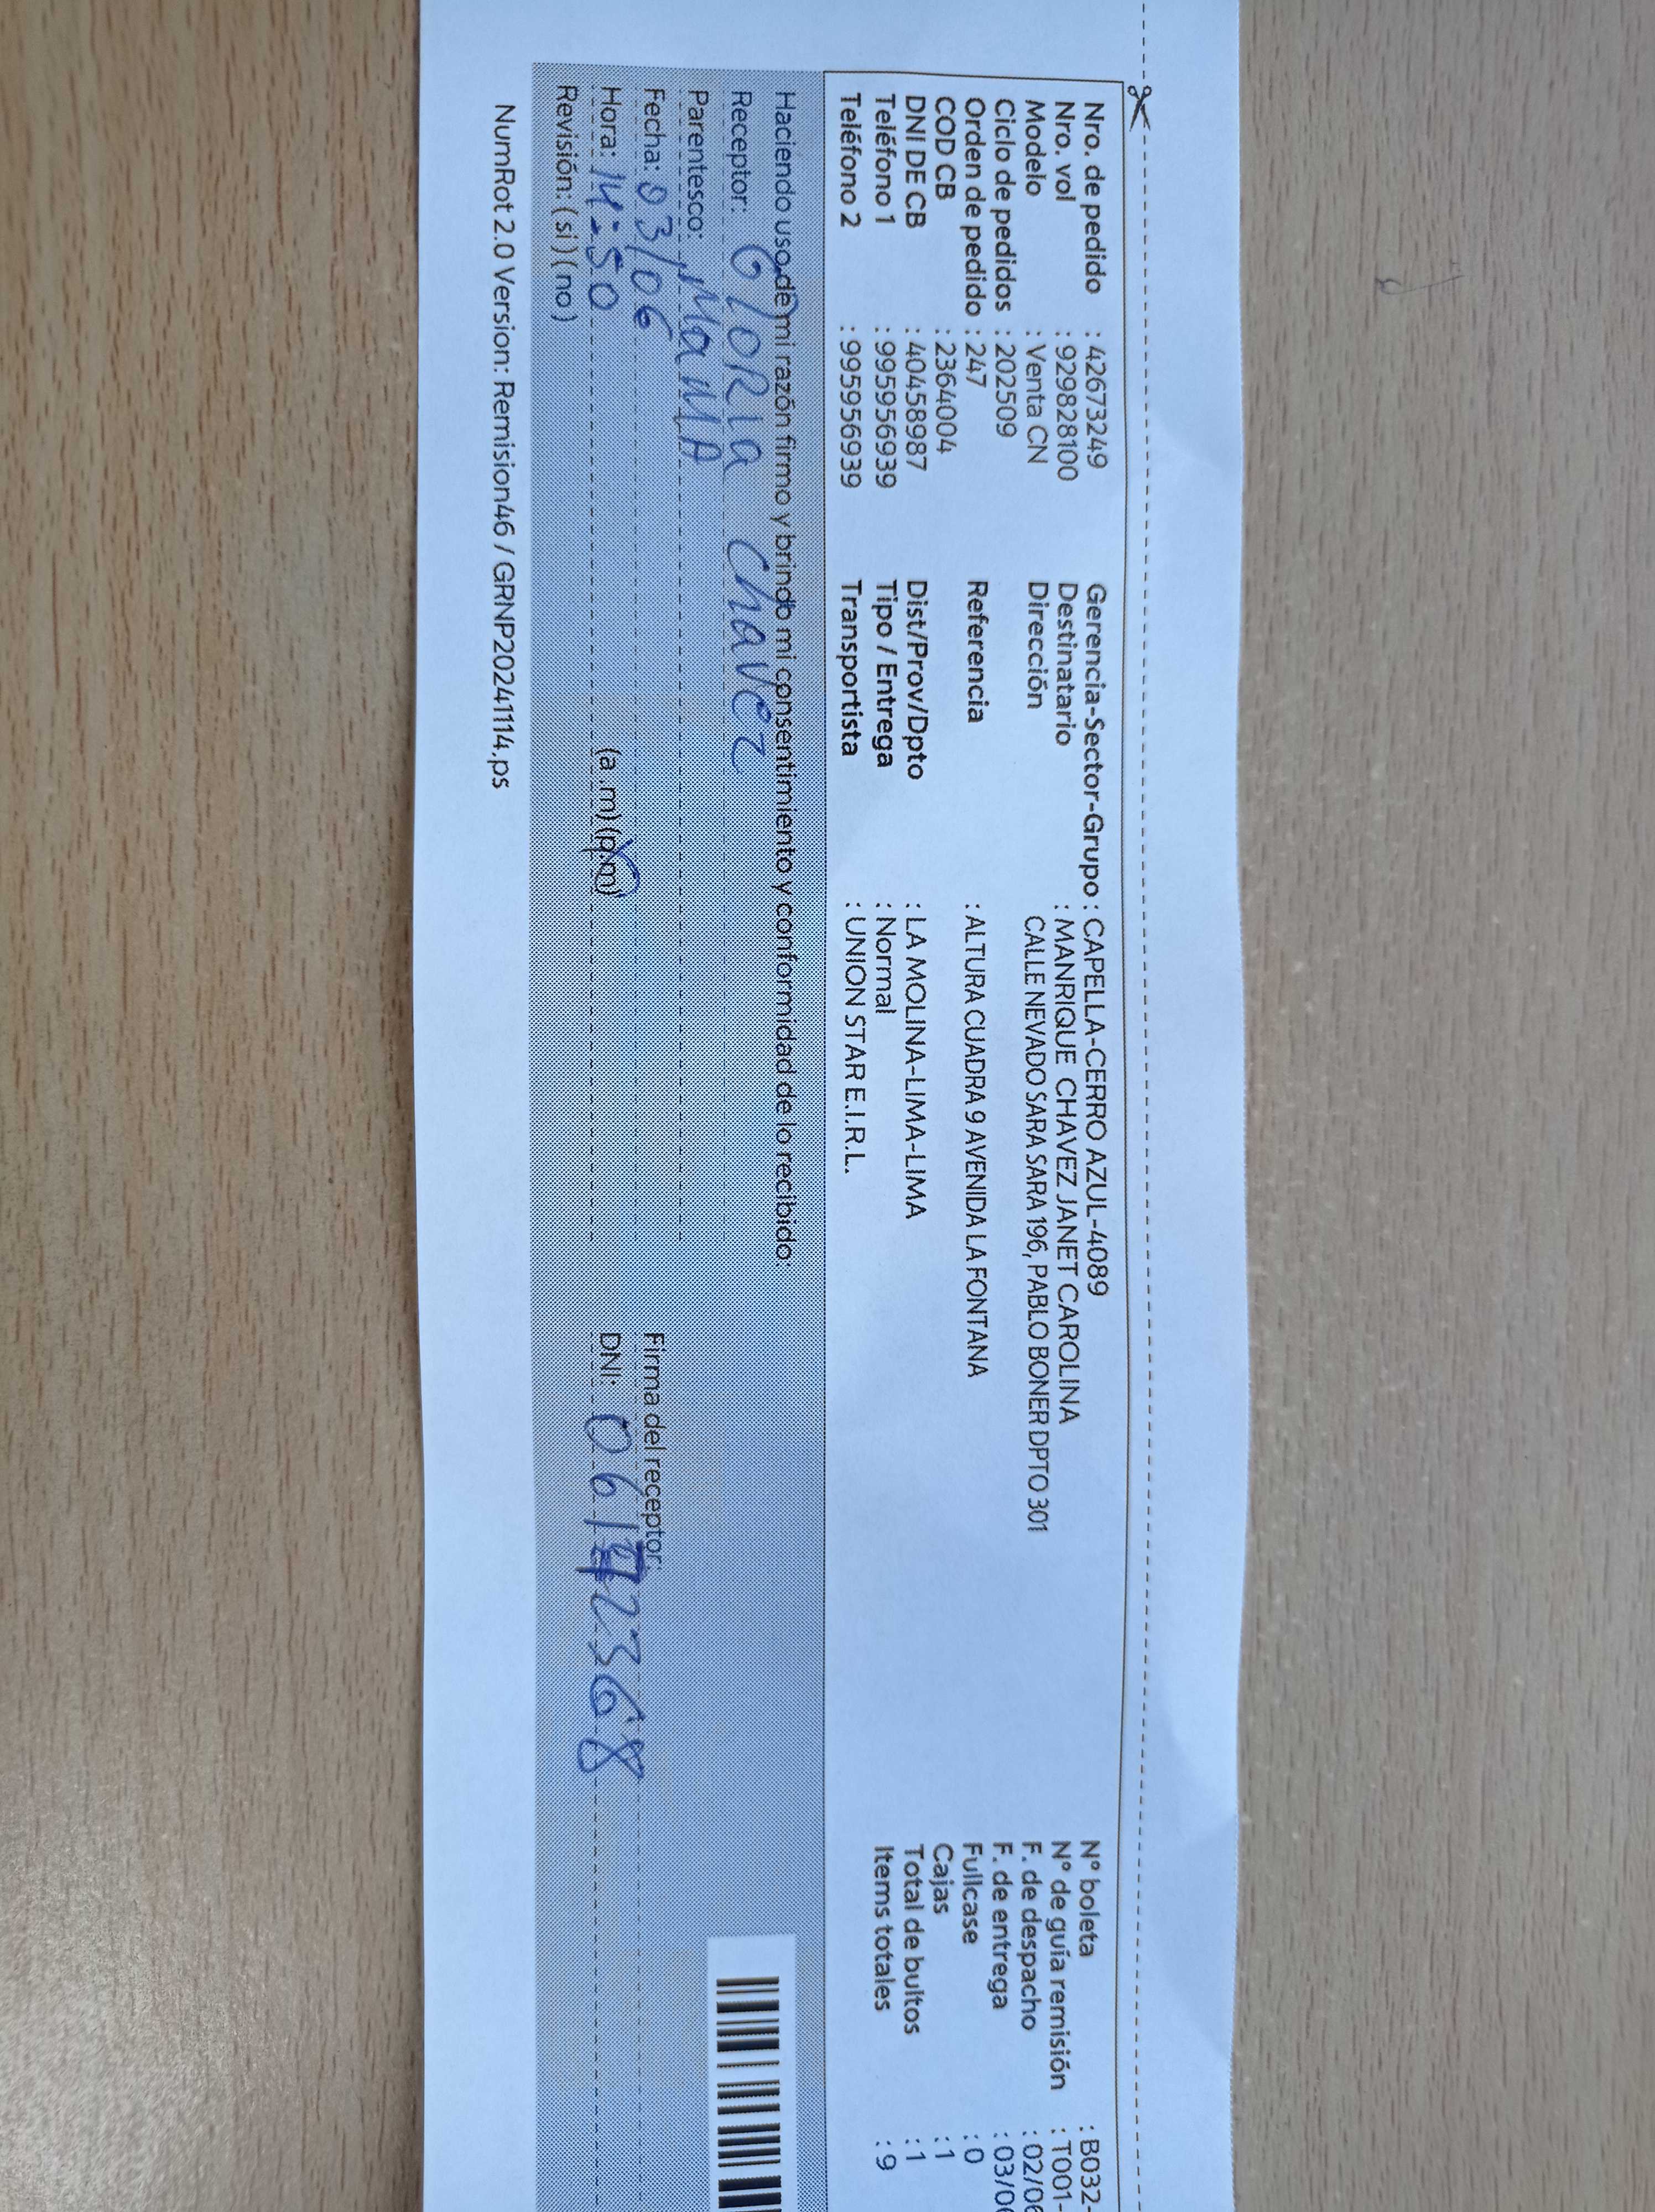 Nro. de pedido : 42673249 Gerencia-Sector-Grupo : CAPELLA-CERRO AZUL-4089 N° boleta : B032-
Nro. vol : 929828100 Destinatario : MANRIQUE CHAVEZ JANET CAROLINA N° de guía remisión : T001-
Modelo : Venta CN Dirección CALLE NEVADO SARA SARA 196, PABLO BONER DPTO 301 F. de despacho : 02/06
Ciclo de pedidos : 202509 F. de entrega : 03/06
Orden de pedido : 247 Referencia : ALTURA CUADRA 9 AVENIDA LA FONTANA Fullcase : 0
COD CB : 2364004 Cajas : 1
DNI DE CB : 40458987 Dist/Prov/Dpto : LA MOLINA-LIMA-LIMA Total de bultos : 1
Teléfono 1 : 995956939 Tipo / Entrega : Normal Items totales : 9
Teléfono 2 : 995956939 Transportista : UNION STAR E.I.R.L.
Haciendo uso de mi razón firmo y brindo mi consentimiento y conformidad de lo recibido:
Receptor: GlORIa ChaVez
Parentesco: MaMA
Fecha: 03/06 Firma del receptor:
Hora: 14:50 (a.m) (p.m) DNI:
Revisión: ( si ) ( no )
NumRot 2.0 Version: Remision46 / GRNP20241114.ps